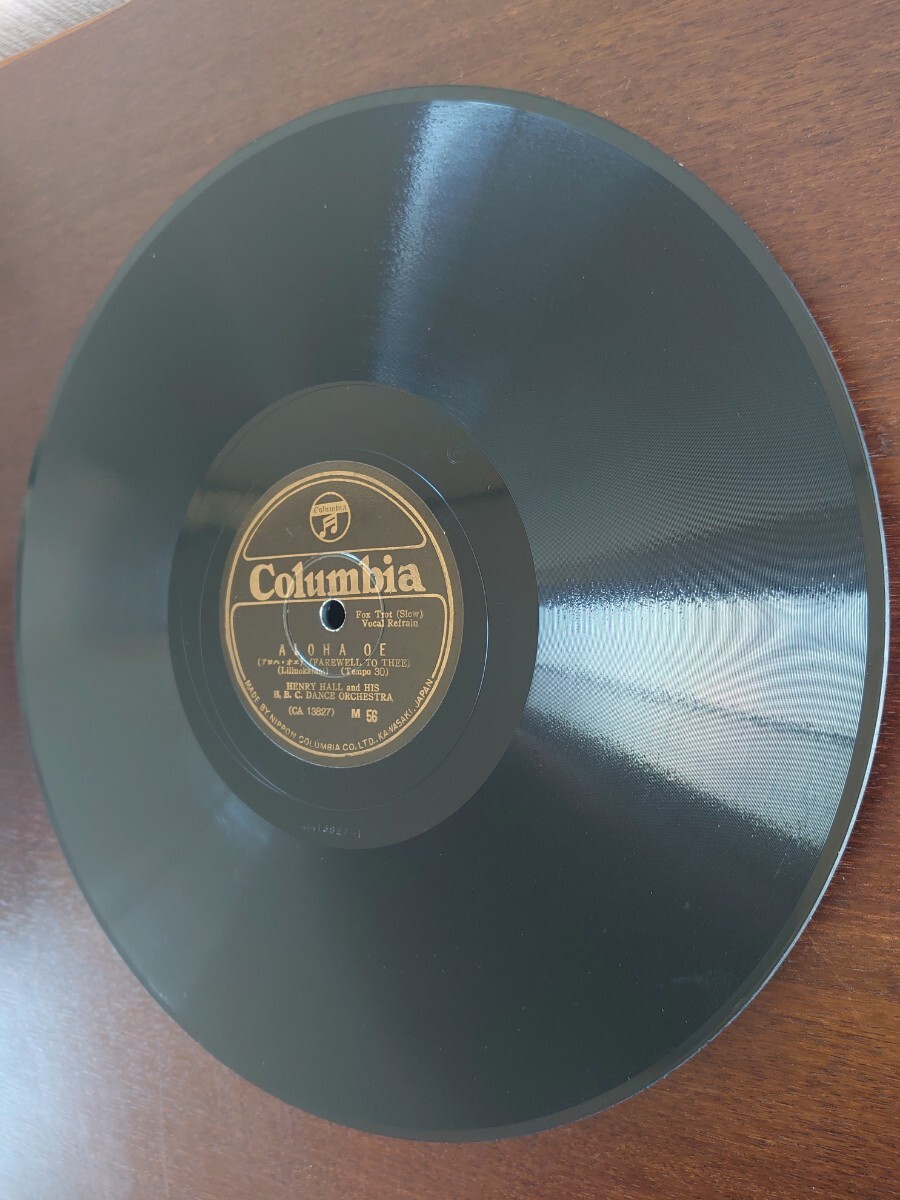 Columbia
Columbia
Fox Trot (Slow)
Vocal Refrain
ALOHA OE
(アロハ・オエ) (FAREWELL TO THEE)
(Liliuokalani) (Tempo 30)
HENRY HALL and HIS
B. B. C. DANCE ORCHESTRA
(CA 13827) M 56
MADE BY NIPPON COLUMBIA CO., LTD., KAWASAKI, JAPAN